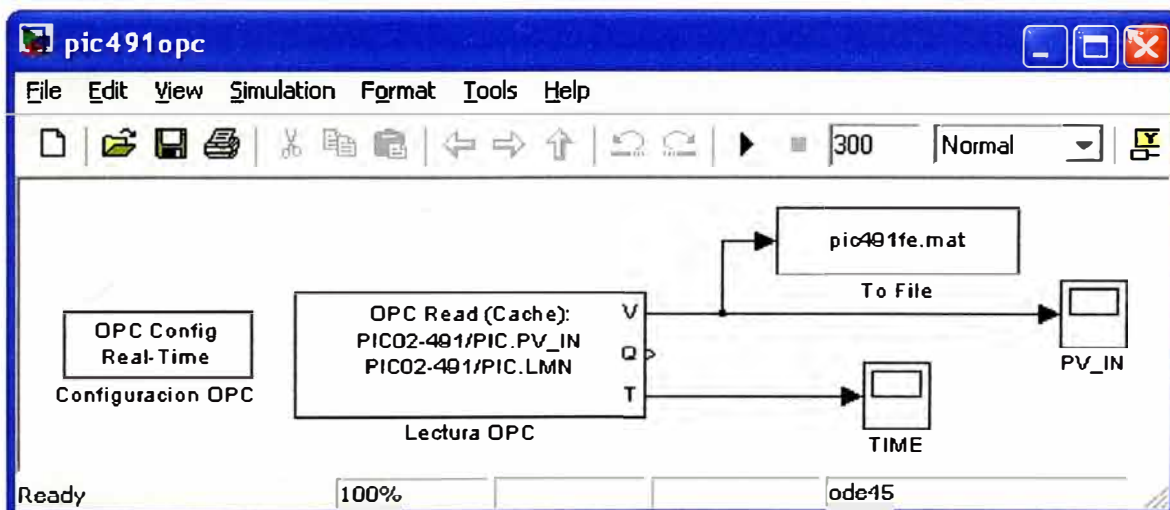 pic491opc
File Edit View Simulation Format Tools Help
300 Normal
pic491fe.mat
To File
OPC Config
Real-Time
Configuracion OPC
OPC Read (Cache):
PIC02-491/PIC.PV_IN
PIC02-491/PIC.LMN
V
Q
T
Lectura OPC
PV_IN
TIME
Ready 100% ode45